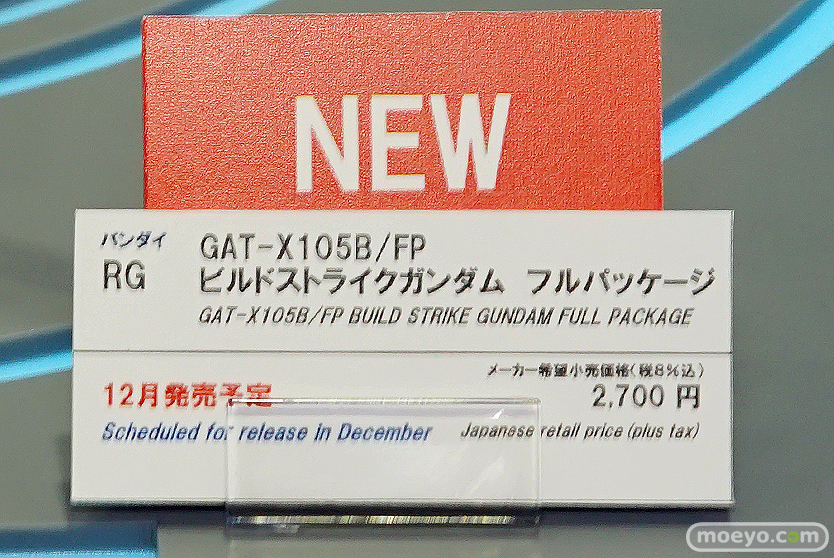 NEW
バンダイ
RG
GAT-X105B/FP
ビルドストライクガンダム フルパッケージ
GAT-X105B/FP BUILD STRIKE GUNDAM FULL PACKAGE
メーカー希望小売価格(税8%込)
12月発売予定
2,700 円
Scheduled for release in December
Japanese retail price (plus tax)
moeyo.com